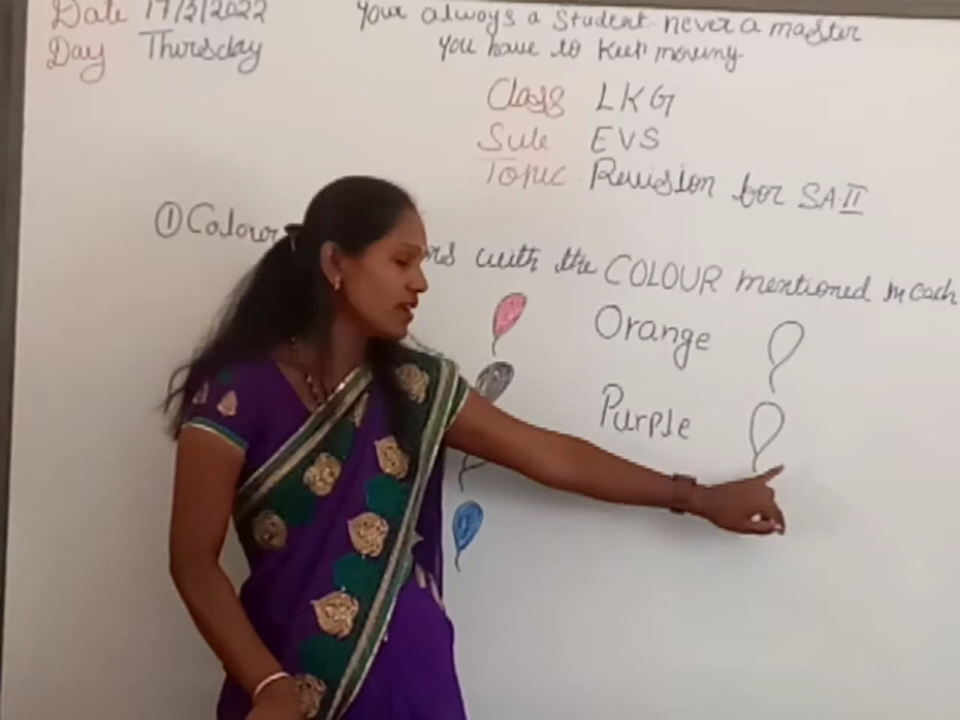 Date 17/3/2022
Day Thursday
Your always a Student never a master
you have to keep moving
Class LKG
Sub EVS
Topic Revision for SA II
① Colour with the COLOUR mentioned in each
Orange
Purple